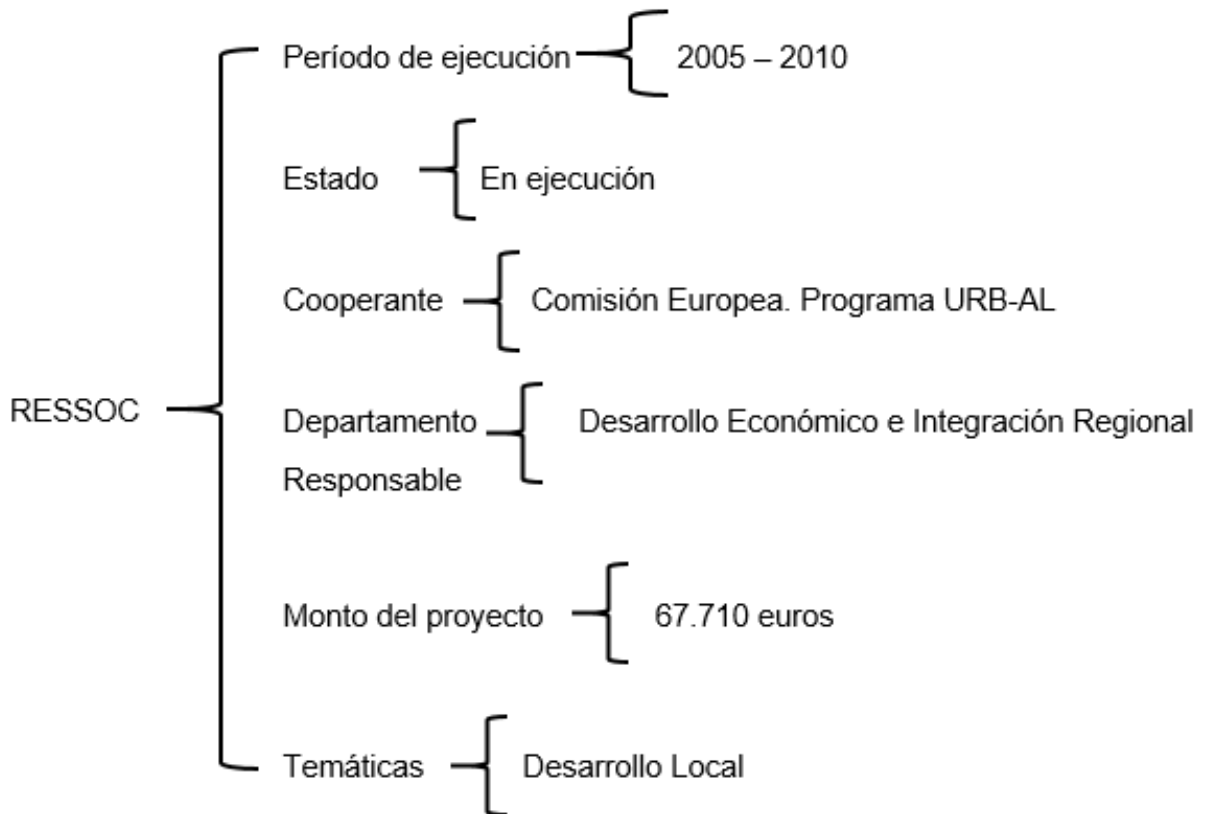 Período de ejecución
2005 – 2010
Estado
En ejecución
Cooperante
Comisión Europea. Programa URB-AL
RESSOC
Departamento
Responsable
Desarrollo Económico e Integración Regional
Monto del proyecto
67.710 euros
Temáticas
Desarrollo Local